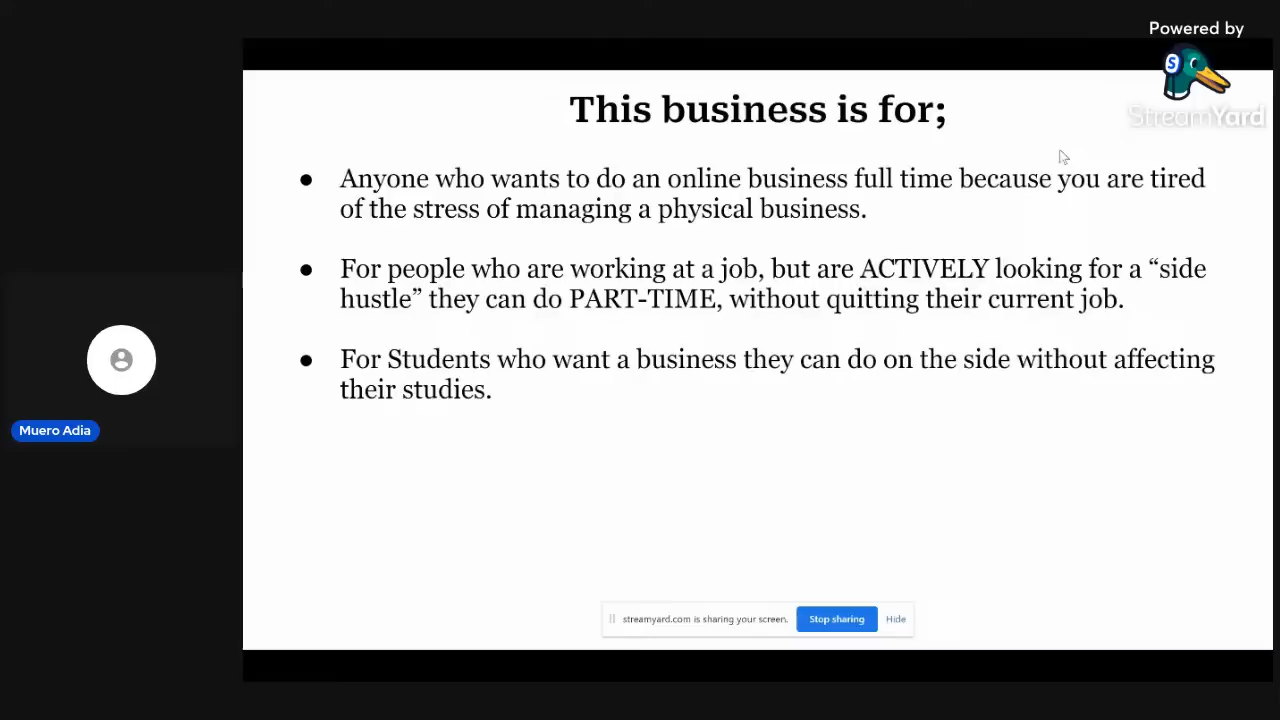 Powered by
StreamYard
This business is for;
● Anyone who wants to do an online business full time because you are tired
of the stress of managing a physical business.
● For people who are working at a job, but are ACTIVELY looking for a “side
hustle” they can do PART-TIME, without quitting their current job.
● For Students who want a business they can do on the side without affecting
their studies.
Muero Adia
streamyard.com is sharing your screen. Stop sharing Hide